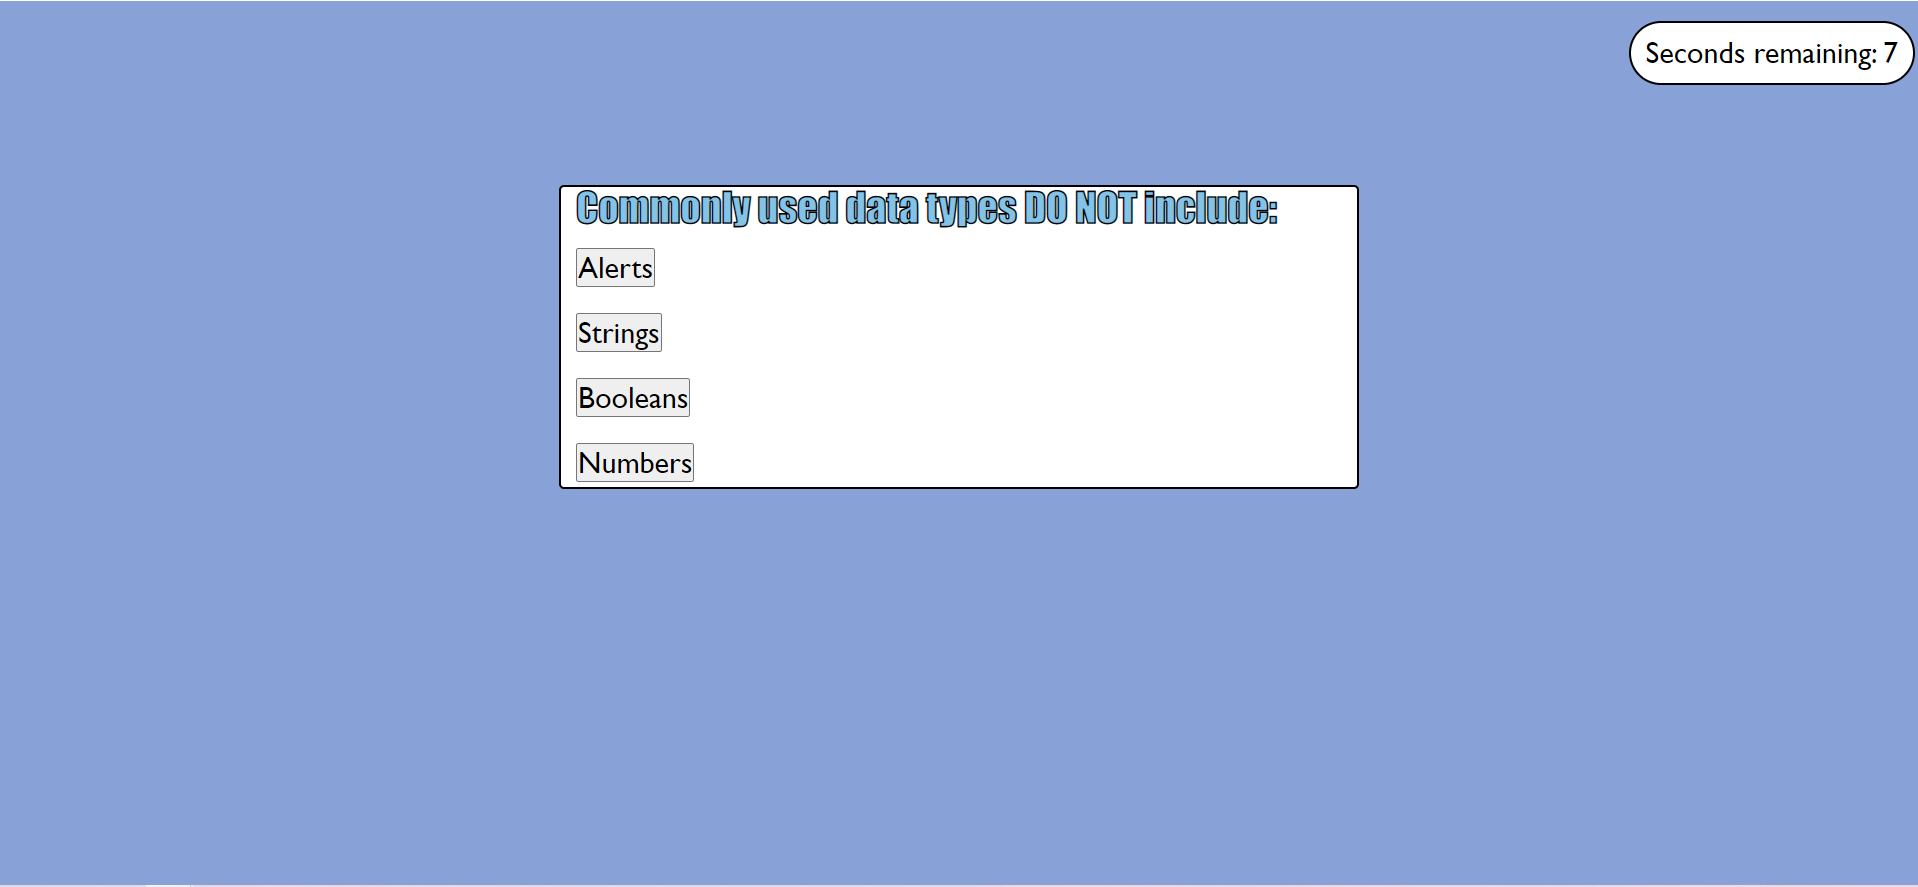 Seconds remaining: 7
Commonly used data types DO NOT include:
Alerts
Strings
Booleans
Numbers